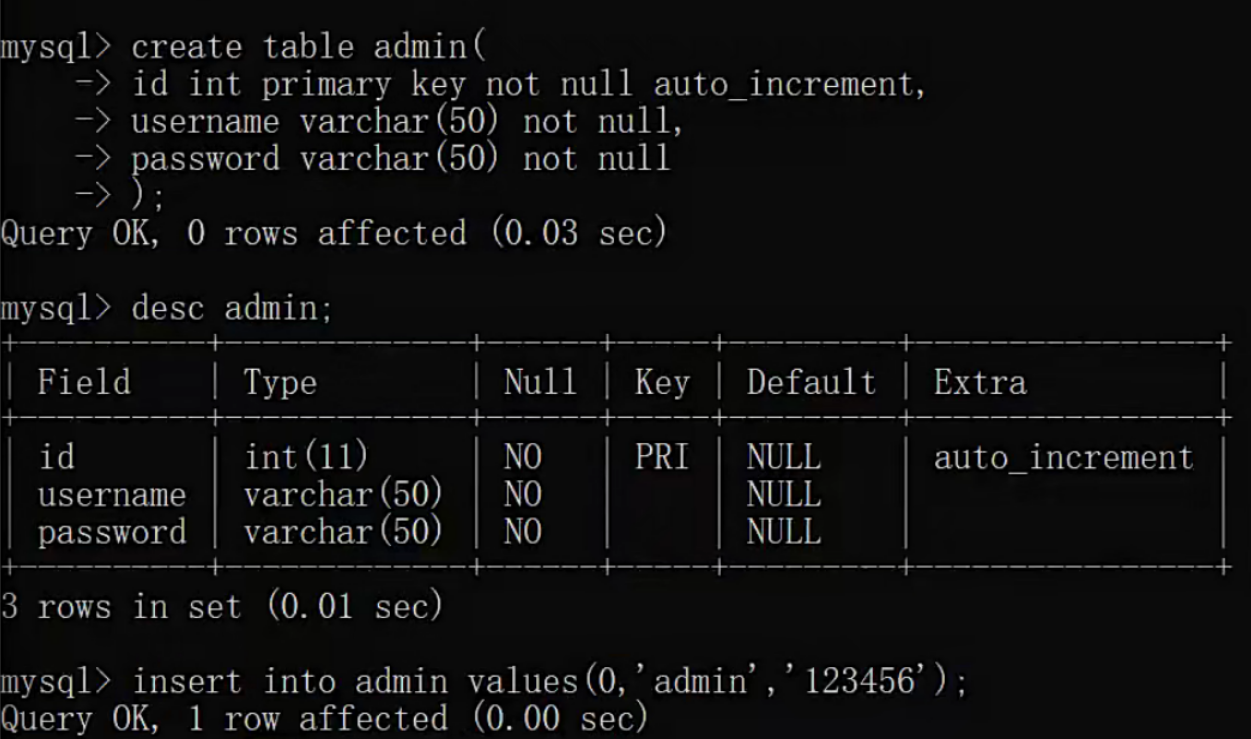 mysql> create table admin(
    -> id int primary key not null auto_increment,
    -> username varchar(50) not null,
    -> password varchar(50) not null
    -> );
Query OK, 0 rows affected (0.03 sec)

mysql> desc admin;
+----------+-------------+------+-----+---------+----------------+
| Field    | Type        | Null | Key | Default | Extra          |
+----------+-------------+------+-----+---------+----------------+
| id       | int(11)     | NO   | PRI | NULL    | auto_increment |
| username | varchar(50) | NO   |     | NULL    |                |
| password | varchar(50) | NO   |     | NULL    |                |
+----------+-------------+------+-----+---------+----------------+
3 rows in set (0.01 sec)

mysql> insert into admin values(0,'admin','123456');
Query OK, 1 row affected (0.00 sec)